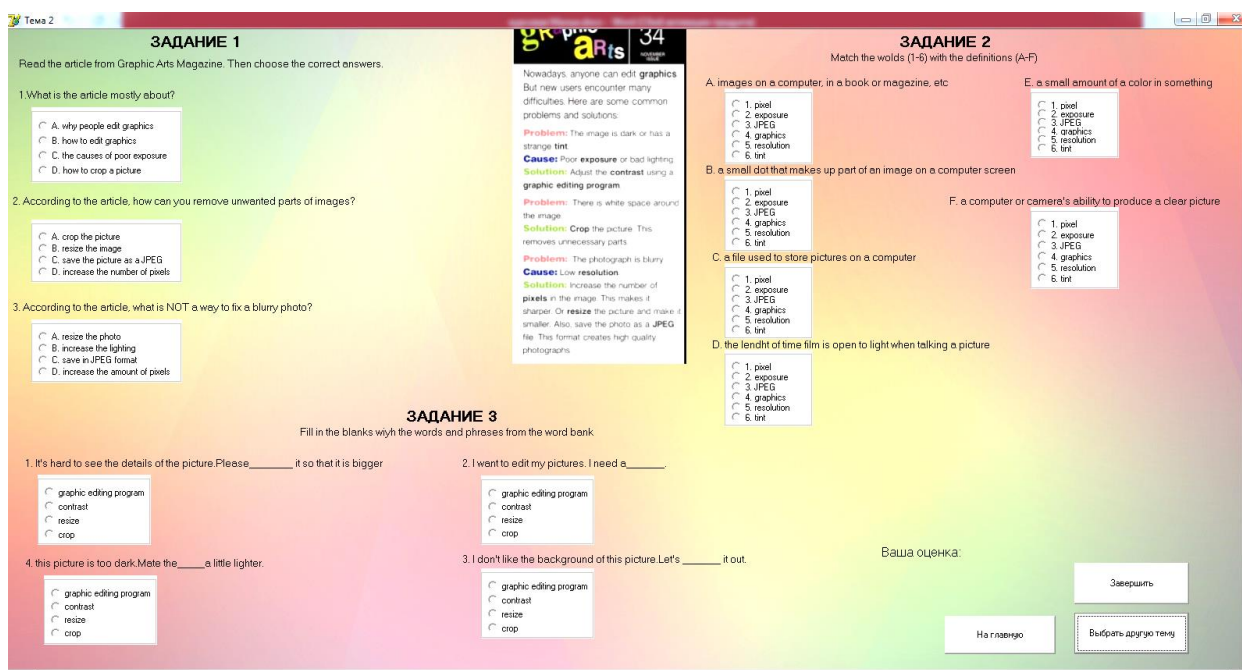 Тема 2
ЗАДАНИЕ 1
Read the article from Graphic Arts Magazine. Then choose the correct answers.
1.What is the article mostly about?
A. why people edit graphics
B. how to edit graphics
C. the causes of poor exposure
D. how to crop a picture
2. According to the article, how can you remove unwanted parts of images?
A. crop the picture
B. resize the image
C. save the picture as a JPEG
D. increase the number of pixels
3. According to the article, what is NOT a way to fix a blurry photo?
A. resize the photo
B. increase the lighting
C. save in JPEG format
D. increase the amount of pixels
graphic 34
aRts NOVEMBER
ISSUE
Nowadays, anyone can edit graphics
But new users encounter many
difficulties. Here are some common
problems and solutions:
Problem: The image is dark or has a
strange tint
Cause: Poor exposure or bad lighting
Solution: Adjust the contrast using a
graphic editing program
Problem: There is white space around
the image
Solution: Crop the picture. This
removes unnecessary parts
Problem: The photograph is blurry
Cause: Low resolution
Solution: Increase the number of
pixels in the image. This makes it
sharper. Or resize the picture and make it
smaller. Also, save the photo as a JPEG
file. This format creates high quality
photographs
ЗАДАНИЕ 2
Match the wolds (1-6) with the definitions (A-F)
A. images on a computer, in a book or magazine, etc
1. pixel
2. exposure
3. JPEG
4. graphics
5. resolution
6. tint
B. a small dot that makes up part of an image on a computer screen
1. pixel
2. exposure
3. JPEG
4. graphics
5. resolution
6. tint
C. a file used to store pictures on a computer
1. pixel
2. exposure
3. JPEG
4. graphics
5. resolution
6. tint
D. the lendht of time film is open to light when talking a picture
1. pixel
2. exposure
3. JPEG
4. graphics
5. resolution
6. tint
E. a small amount of a color in something
1. pixel
2. exposure
3. JPEG
4. graphics
5. resolution
6. tint
F. a computer or camera's ability to produce a clear picture
1. pixel
2. exposure
3. JPEG
4. graphics
5. resolution
6. tint
ЗАДАНИЕ 3
Fill in the blanks wiyh the words and phrases from the word bank
1. It's hard to see the details of the picture.Please________ it so that it is bigger
graphic editing program
contrast
resize
crop
2. I want to edit my pictures. I need a_______.
graphic editing program
contrast
resize
crop
4. this picture is too dark.Mate the_____a little lighter.
graphic editing program
contrast
resize
crop
3. I don't like the background of this picture.Let's _______ it out.
graphic editing program
contrast
resize
crop
Ваша оценка:
Завершить
На главную
Выбрать другую тему